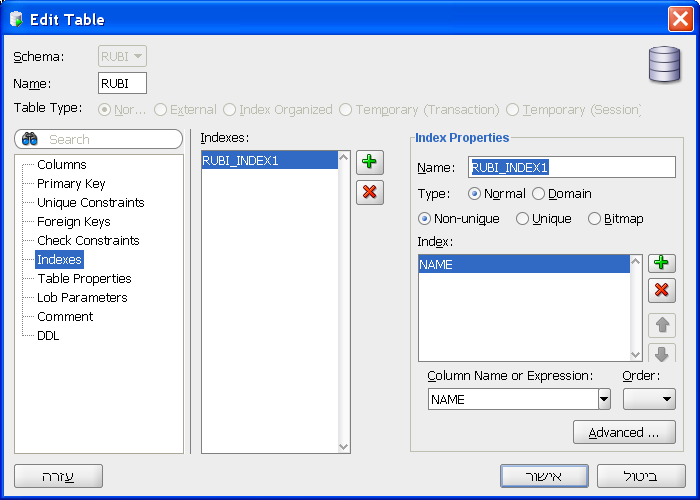 Edit Table
Schema: RUBI
Name: RUBI
Table Type: Nor... External Index Organized Temporary (Transaction) Temporary (Session)
Search
Columns
Primary Key
Unique Constraints
Foreign Keys
Check Constraints
Indexes
Table Properties
Lob Parameters
Comment
DDL
Indexes:
RUBI_INDEX1
Index Properties
Name: RUBI_INDEX1
Type: Normal Domain
Non-unique Unique Bitmap
Index:
NAME
Column Name or Expression: Order:
NAME
Advanced ...
עזרה אישור ביטול